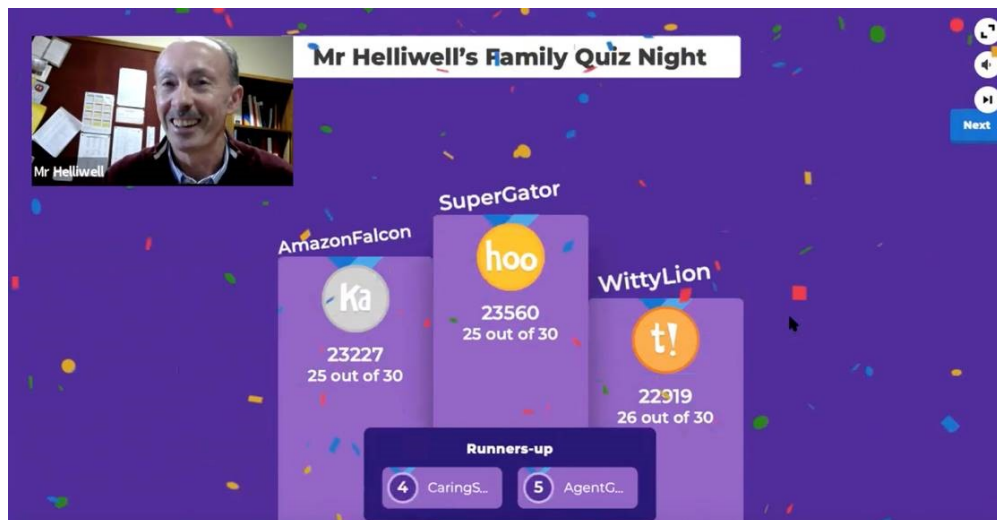 Mr Helliwell's Family Quiz Night
Mr Helliwell
Next
SuperGator
hoo
23560
25 out of 30
AmazonFalcon
Ka
23227
25 out of 30
WittyLion
t!
22919
26 out of 30
Runners-up
4 CaringS...
5 AgentG...